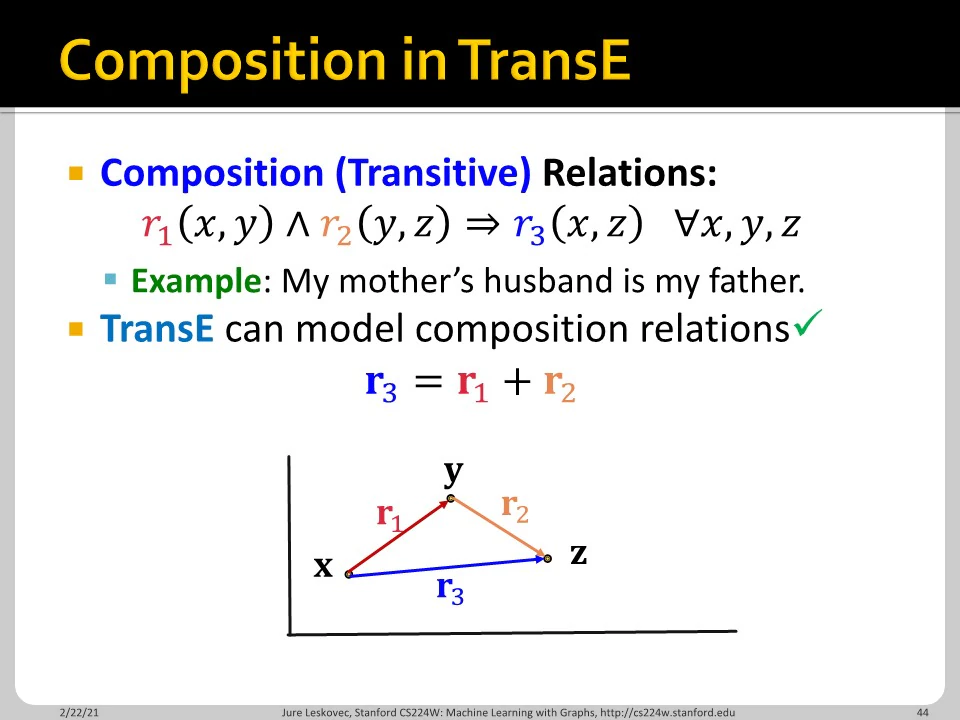 Composition in TransE
Composition (Transitive) Relations:
r₁(x, y) ∧ r₂(y, z) ⇒ r₃(x, z) ∀x, y, z
Example: My mother’s husband is my father.
TransE can model composition relations✓
r₃ = r₁ + r₂
y
r₁
r₂
x
z
r₃
2/22/21
Jure Leskovec, Stanford CS224W: Machine Learning with Graphs, http://cs224w.stanford.edu
44